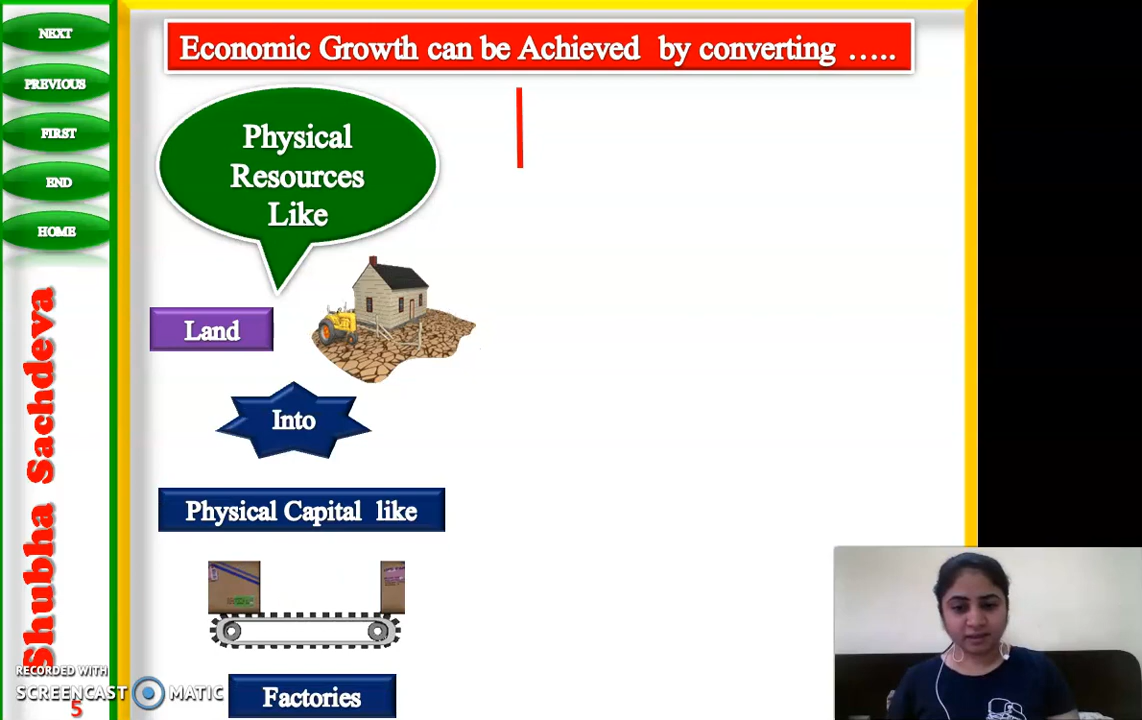 NEXT
PREVIOUS
FIRST
END
HOME
Shubha Sachdeva
Economic Growth can be Achieved by converting …..
Physical
Resources
Like
Land
Into
Physical Capital like
Factories
RECORDED WITH
SCREENCAST MATIC
5